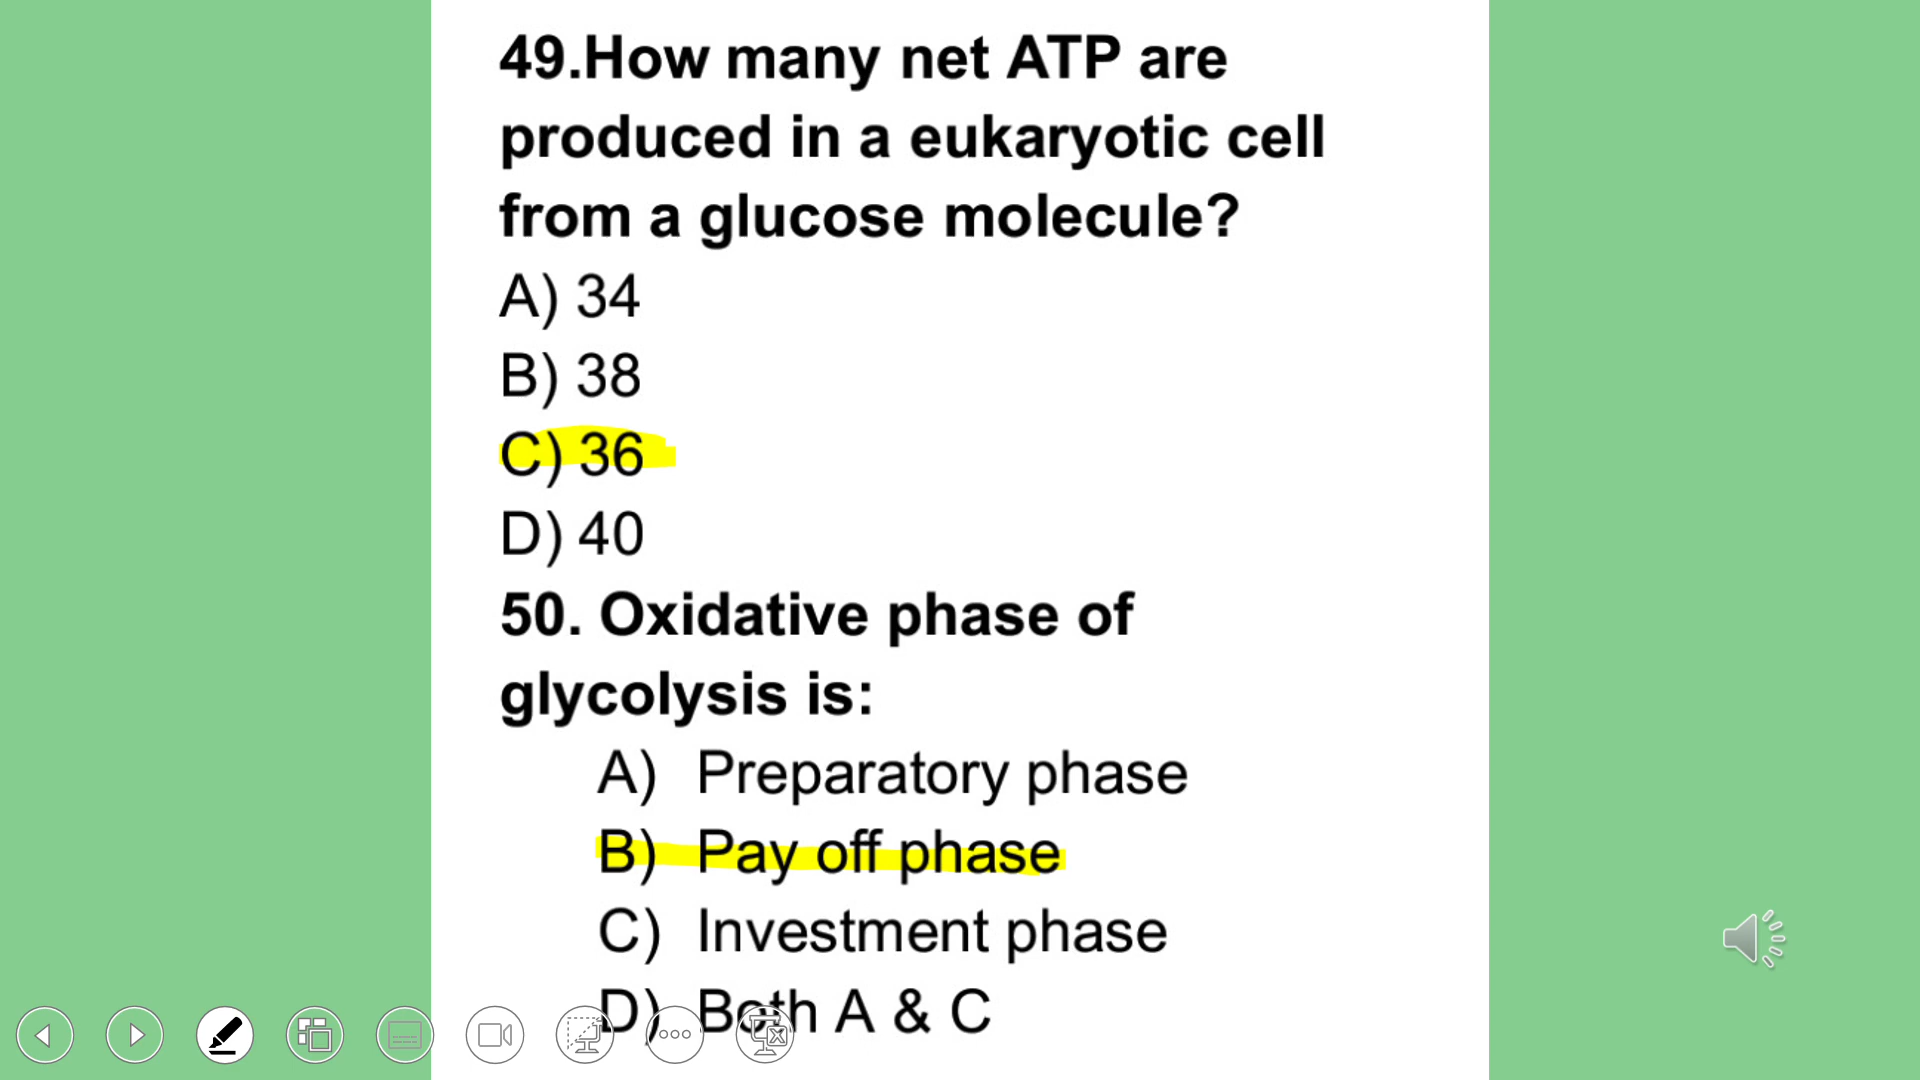 49.How many net ATP are
produced in a eukaryotic cell
from a glucose molecule?
A) 34
B) 38
C) 36
D) 40
50. Oxidative phase of
glycolysis is:
A) Preparatory phase
B) Pay off phase
C) Investment phase
D) Both A & C